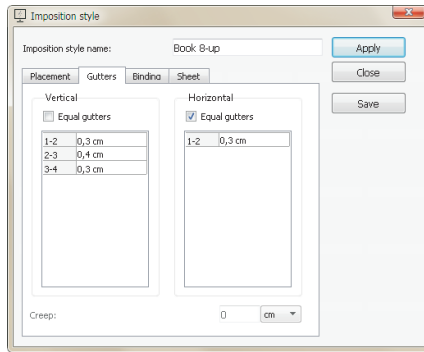 Imposition style
Imposition style name: Book 8-up
Apply
Close
Save
Placement Gutters Binding Sheet
Vertical
Equal gutters
1-2 0,3 cm
2-3 0,4 cm
3-4 0,3 cm
Horizontal
Equal gutters
1-2 0,3 cm
Creep: 0 cm